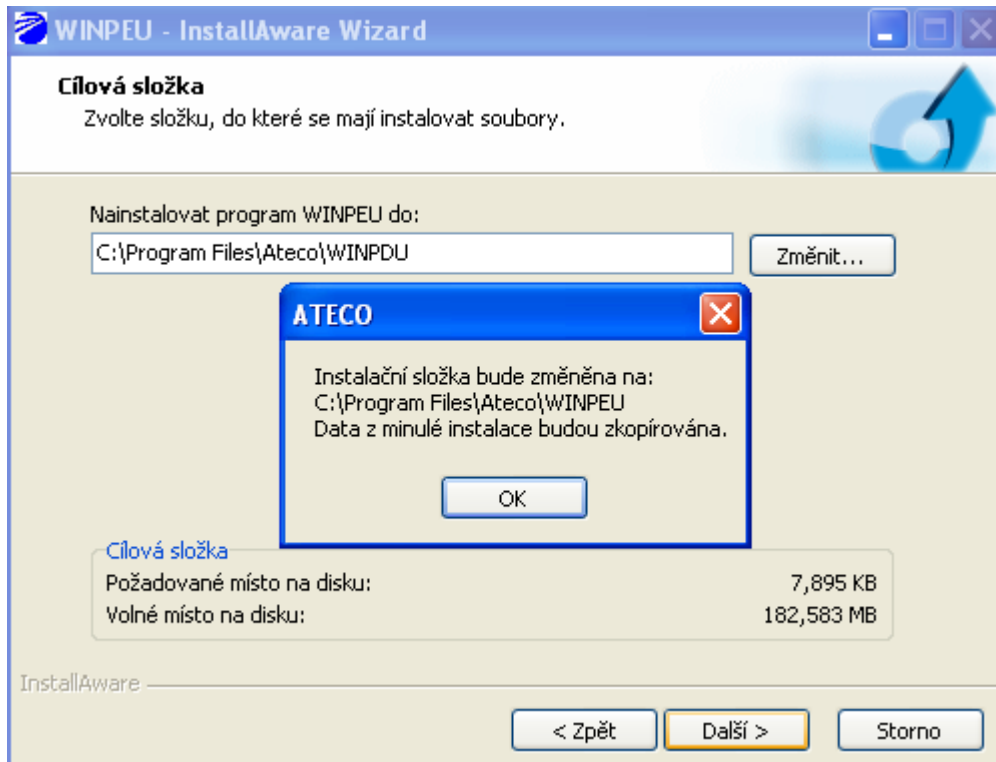 WINPEU - InstallAware Wizard
Cílová složka
Zvolte složku, do které se mají instalovat soubory.
Nainstalovat program WINPEU do:
C:\Program Files\Ateco\WINPDU
Změnit...
ATECO
Instalační složka bude změněna na:
C:\Program Files\Ateco\WINPEU
Data z minulé instalace budou zkopírována.
OK
Cílová složka
Požadované místo na disku: 7,895 KB
Volné místo na disku: 182,583 MB
InstallAware
< Zpět Další > Storno